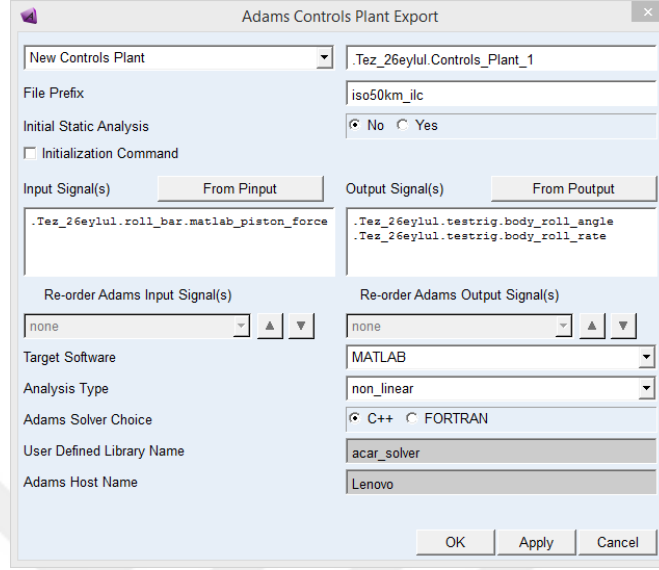 Adams Controls Plant Export
New Controls Plant
.Tez_26eylul.Controls_Plant_1
File Prefix
iso50km_ilc
Initial Static Analysis
No Yes
Initialization Command
Input Signal(s)
From Pinput
Output Signal(s)
From Poutput
.Tez_26eylul.roll_bar.matlab_piston_force
.Tez_26eylul.testrig.body_roll_angle
.Tez_26eylul.testrig.body_roll_rate
Re-order Adams Input Signal(s)
Re-order Adams Output Signal(s)
none
none
Target Software
MATLAB
Analysis Type
non_linear
Adams Solver Choice
C++ FORTRAN
User Defined Library Name
acar_solver
Adams Host Name
Lenovo
OK Apply Cancel